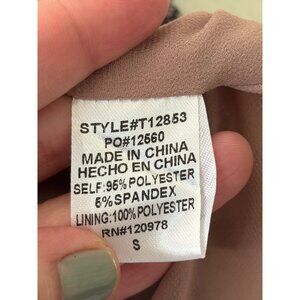 STYLE#T12853
PO#12560
MADE IN CHINA
HECHO EN CHINA
SELF:95%POLYESTER
5%SPANDEX
LINING:100%POLYESTER
RN#120978
S